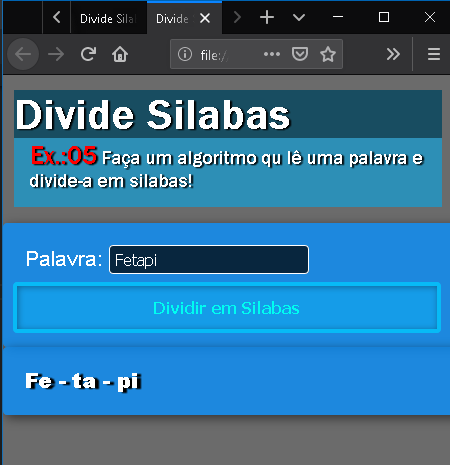 Divide Sila
Divide
file:/
Divide Silabas
Ex.:05 Faça um algoritmo qu lê uma palavra e
divide-a em silabas!
Palavra: Fetapi
Dividir em Silabas
Fe - ta - pi